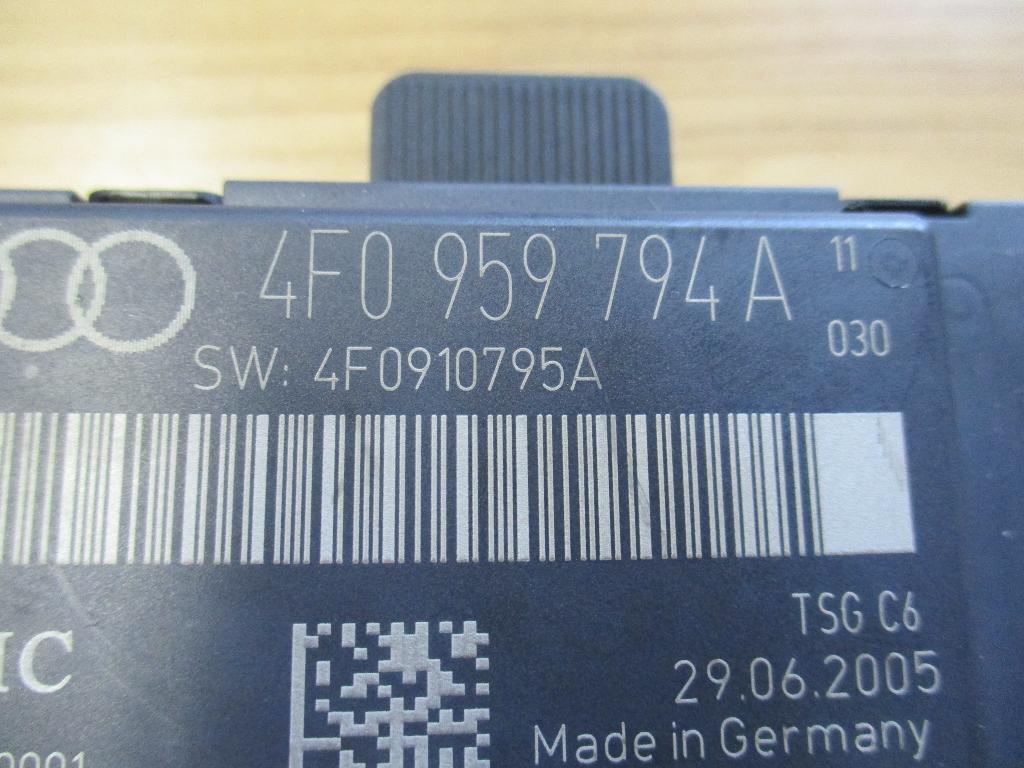 4F0 959 794 A 11
030
SW: 4F0910795A
TSG C6
29.06.2005
Made in Germany